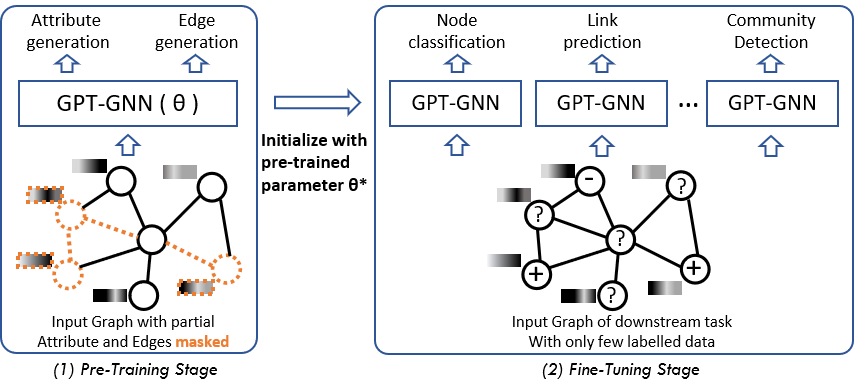 Attribute
generation
Edge
generation
GPT-GNN ( θ )
Input Graph with partial
Attribute and Edges masked
(1) Pre-Training Stage
Initialize with
pre-trained
parameter θ*
Node
classification
Link
prediction
Community
Detection
GPT-GNN
GPT-GNN
...
GPT-GNN
-
?
?
?
+
+
?
Input Graph of downstream task
With only few labelled data
(2) Fine-Tuning Stage